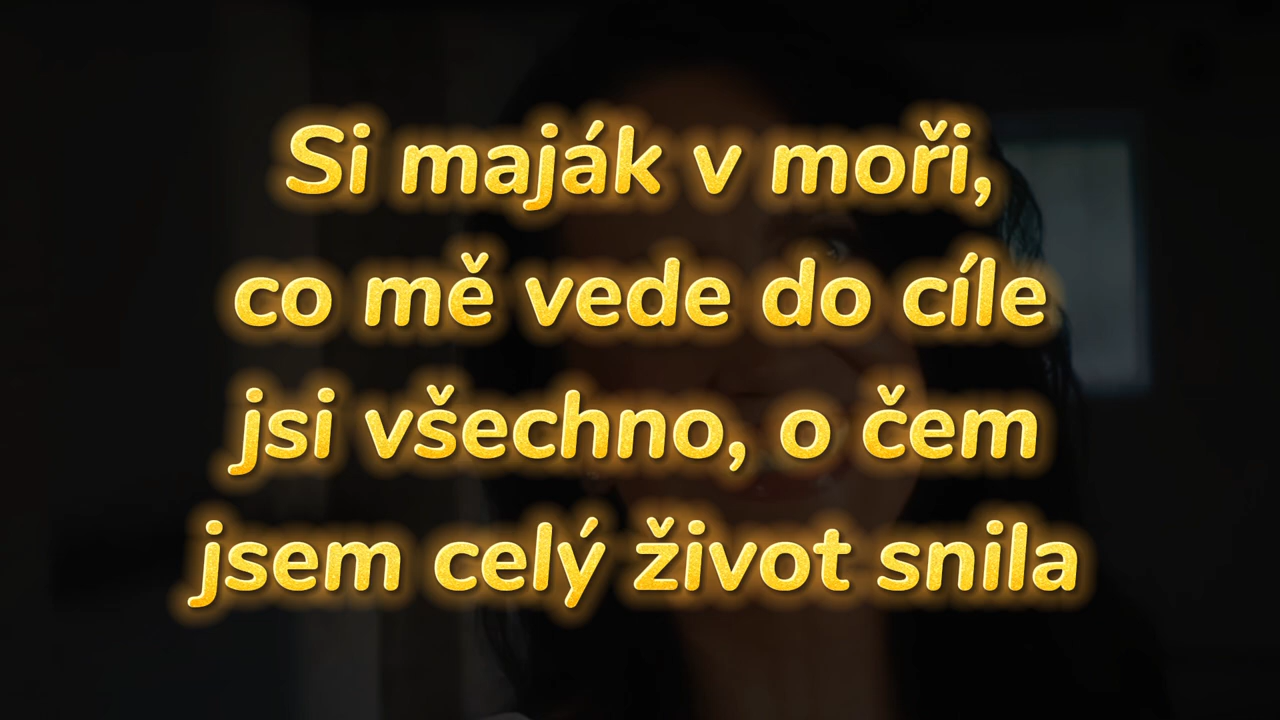 Si maják v moři,
co mě vede do cíle
jsi všechno, o čem
jsem celý život snila